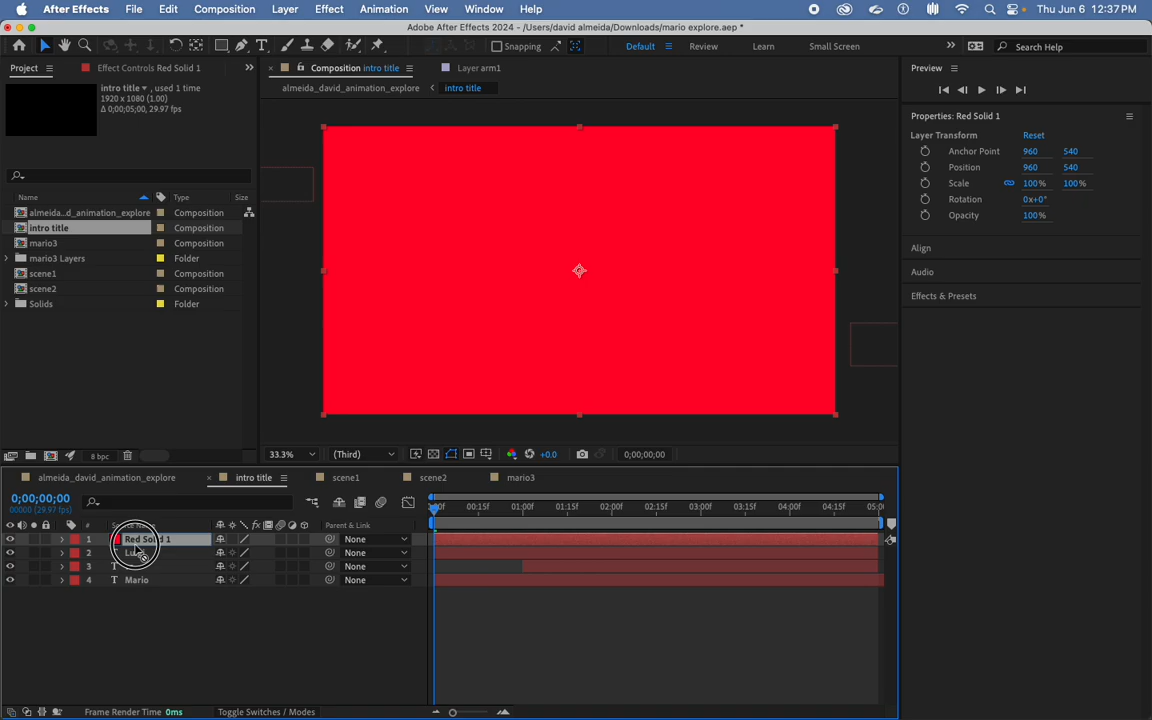 After Effects File Edit Composition Layer Effect Animation View Window Help Thu Jun 6 12:37 PM
Adobe After Effects 2024 - /Users/david almeida/Downloads/mario explore.aep *
Snapping Default Review Learn Small Screen Search Help
Project Effect Controls Red Solid 1 Composition intro title Layer arm1 Preview
intro title , used 1 time
1920 x 1080 (1.00)
Δ 0;00;05;00, 29.97 fps
almeida_david_animation_explore intro title
Properties: Red Solid 1
Layer Transform Reset
Anchor Point 960 540
Position 960 540
Scale 100% 100%
Rotation 0x+0°
Opacity 100%
Align
Audio
Effects & Presets
Name Type Size
almeida..d_animation_explore Composition
intro title Composition
mario3 Composition
mario3 Layers Folder
scene1 Composition
scene2 Composition
Solids Folder
8 bpc 33.3% (Third) +0.0 0;00;00;00
almeida_david_animation_explore intro title scene1 scene2 mario3
0;00;00;00
00000 (29.97 fps)
00:15f 01:00f 01:15f 02:00f 02:15f 03:00f 03:15f 04:00f 04:15f 05:0
# Parent & Link
1 Red Solid 1 None
2 None
3 T None
4 T Mario None
Frame Render Time 0ms Toggle Switches / Modes